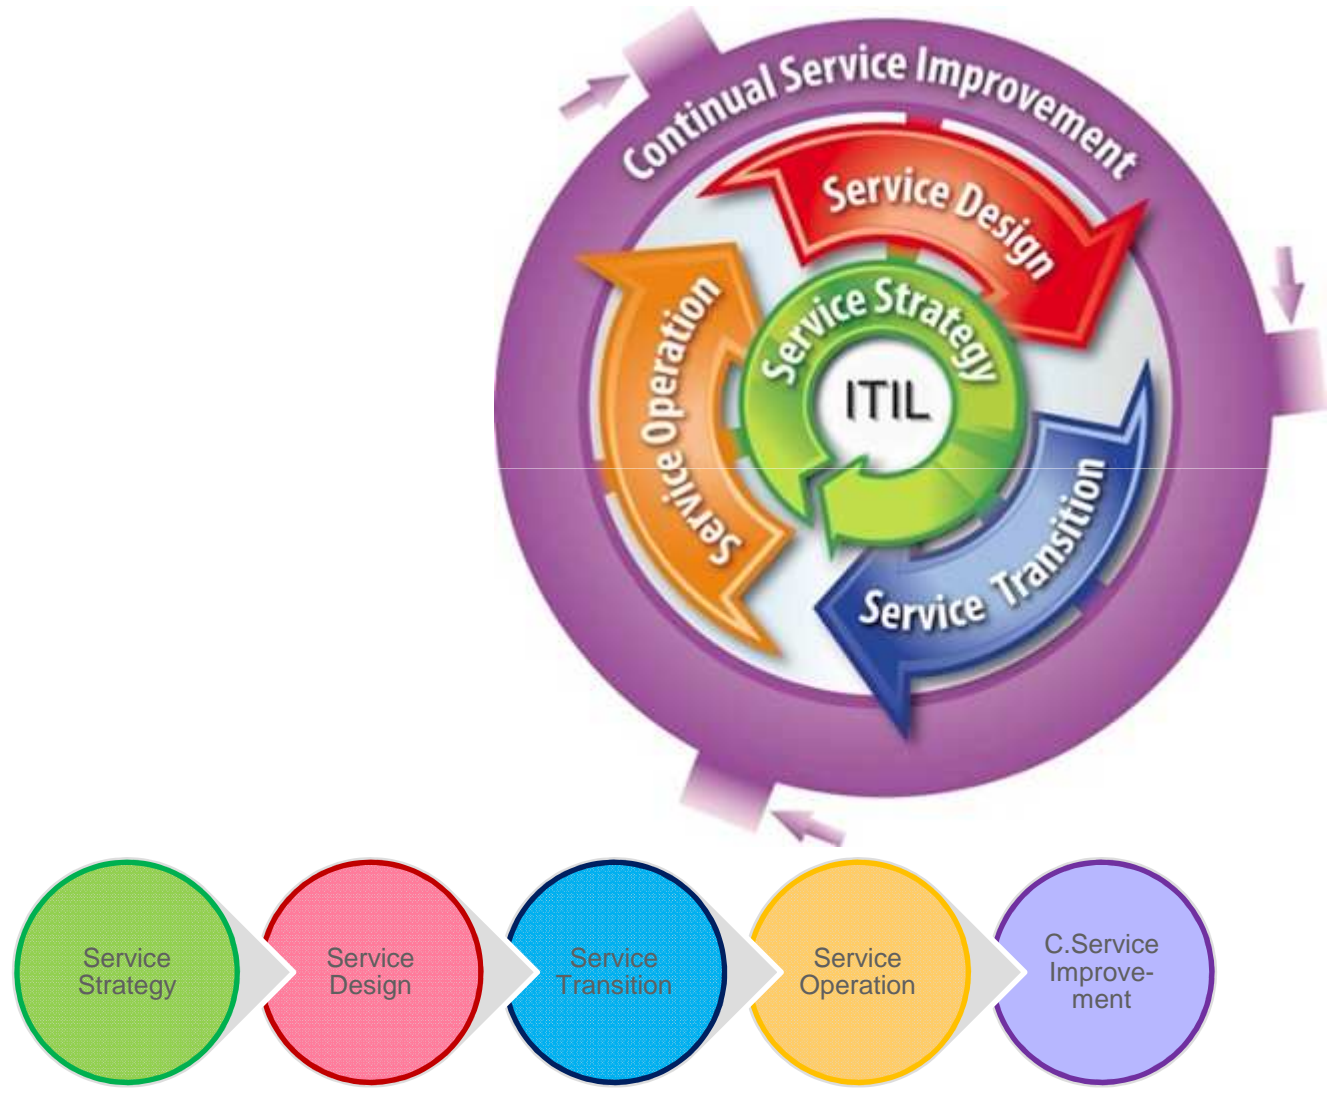 Continual Service Improvement
Service Design
Service Strategy
ITIL
Service Operation
Service Transition
Service
Strategy
Service
Design
Service
Transition
Service
Operation
C.Service
Improve-
ment